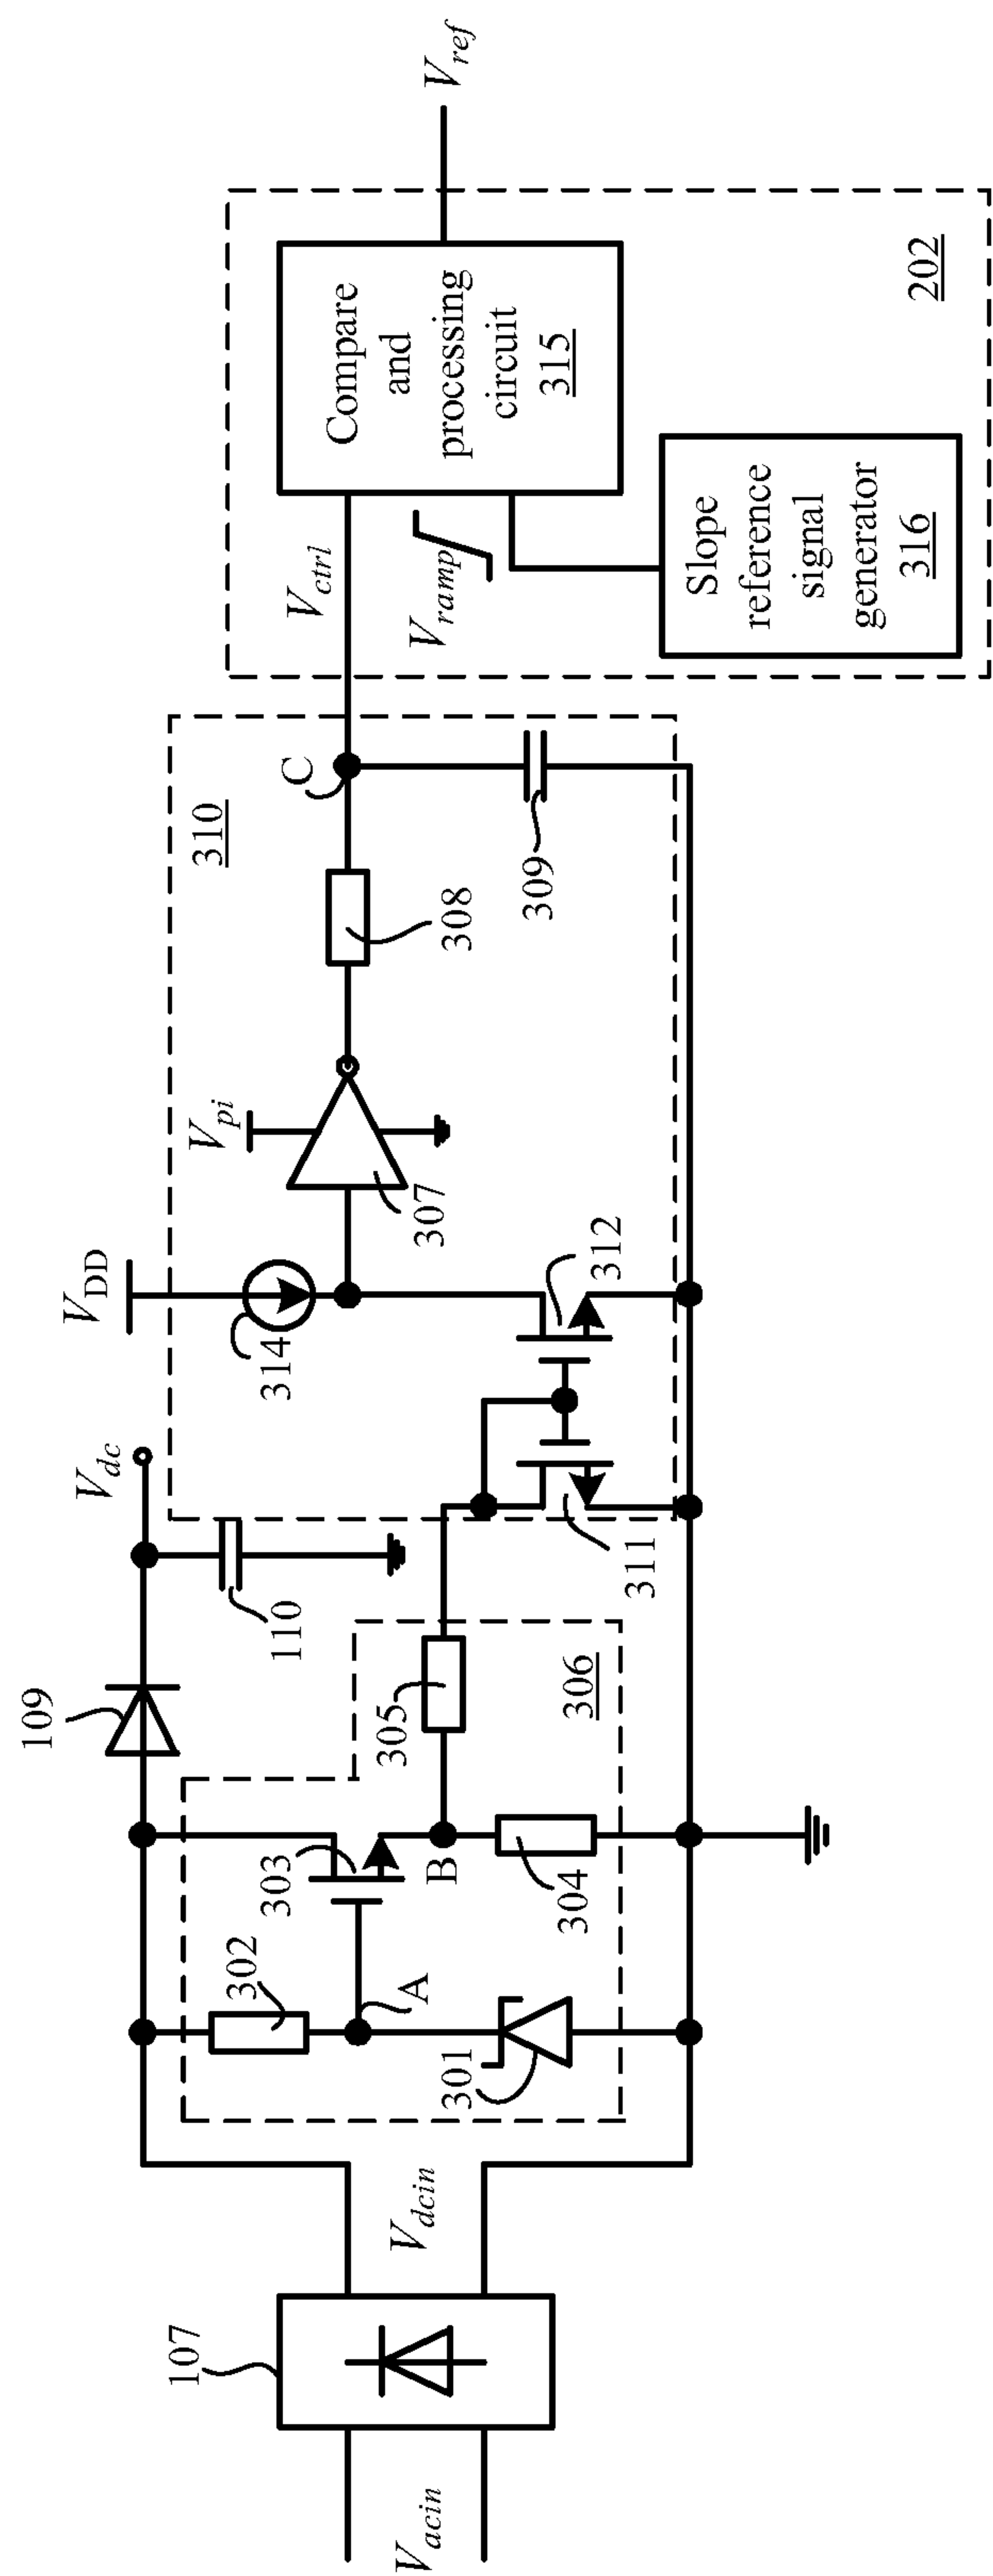 V_acin
107
V_dcin
302
A
301
303
B
304
109
305
306
110
V_dc
311
V_DD
314
312
V_pi
307
310
308
C
309
V_ctrl
V_ramp
Compare
and
processing
circuit
315
Slope
reference
signal
generator
316
202
V_ref